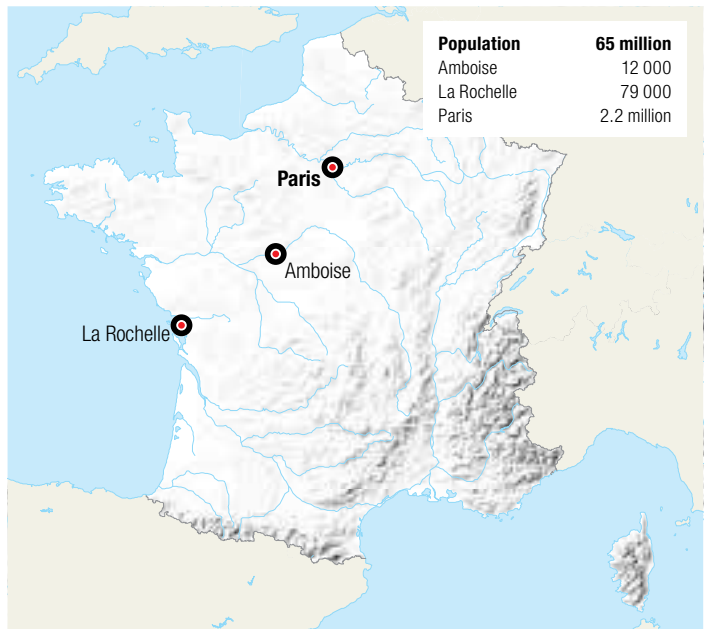 Population 65 million
Amboise 12 000
La Rochelle 79 000
Paris 2.2 million
Paris
Amboise
La Rochelle